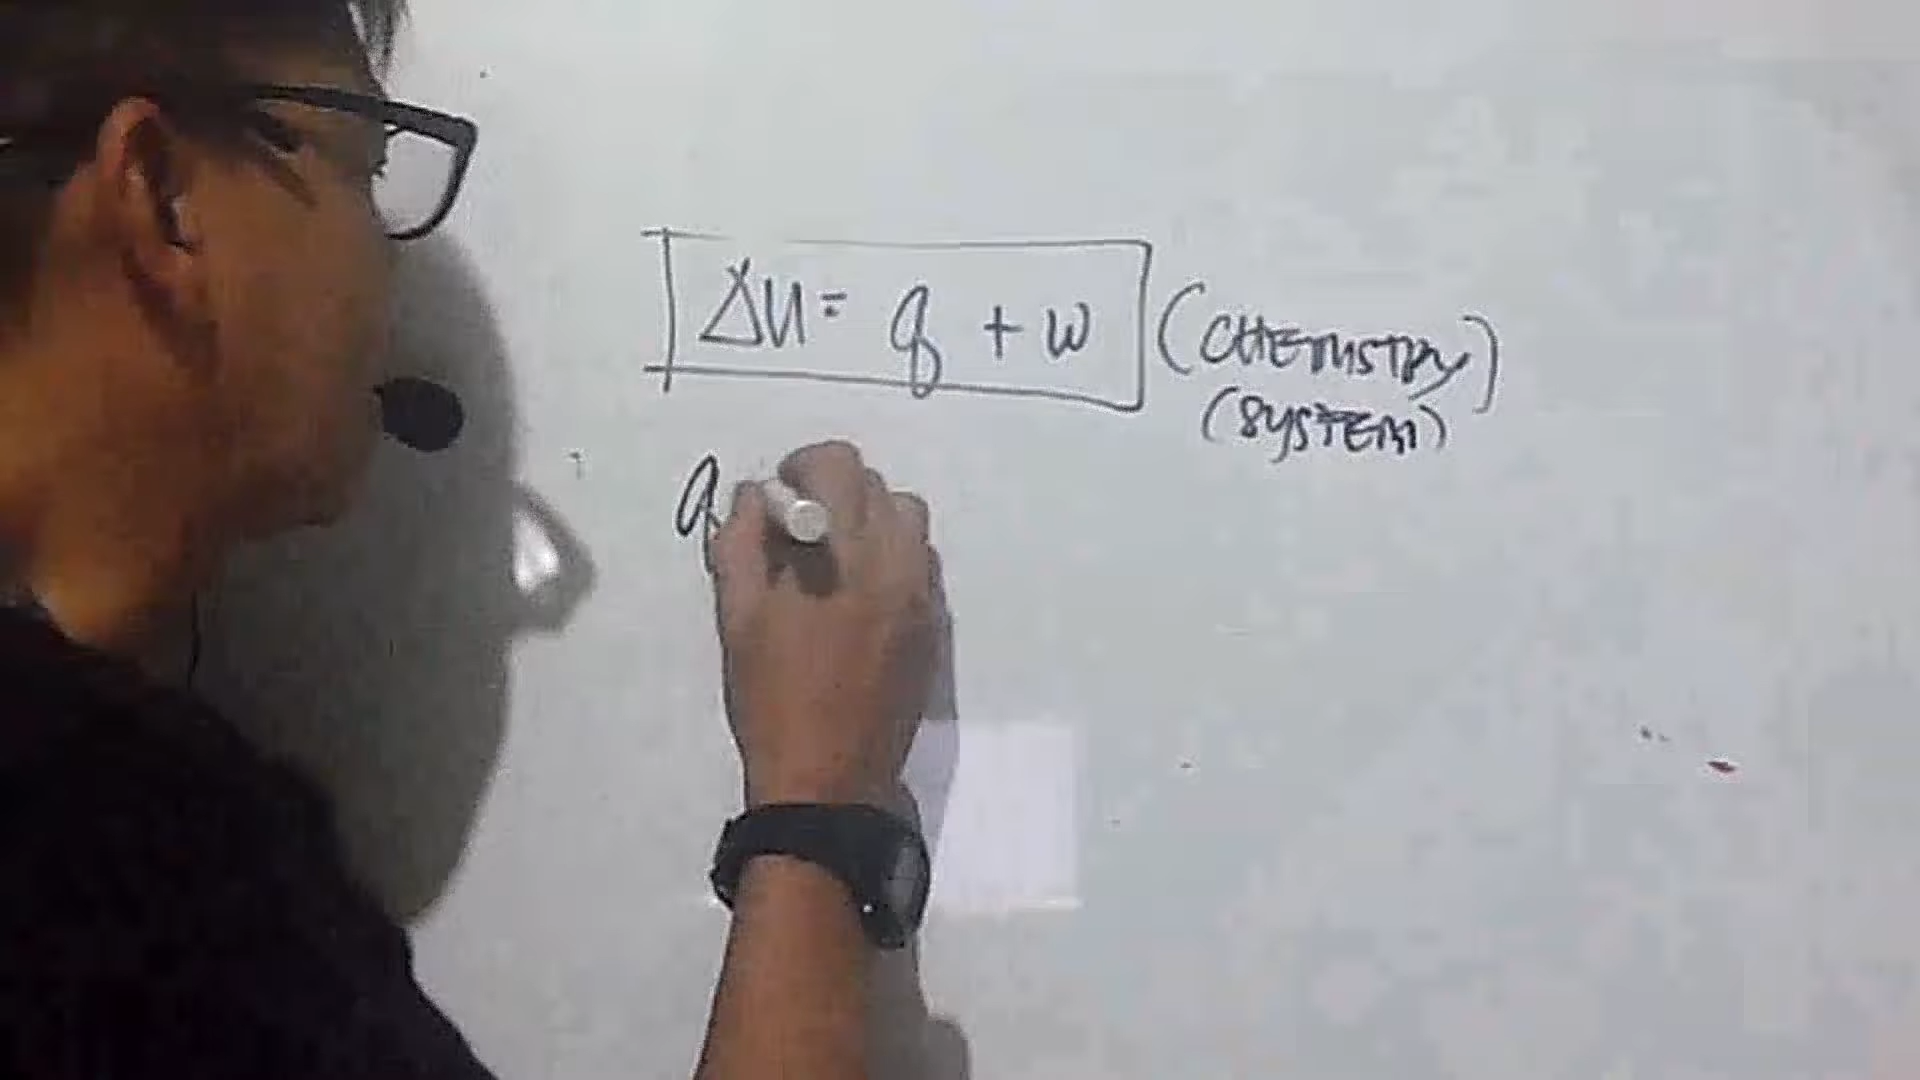 ΔU = q + w (CHEMISTRY)
(SYSTEM)
q